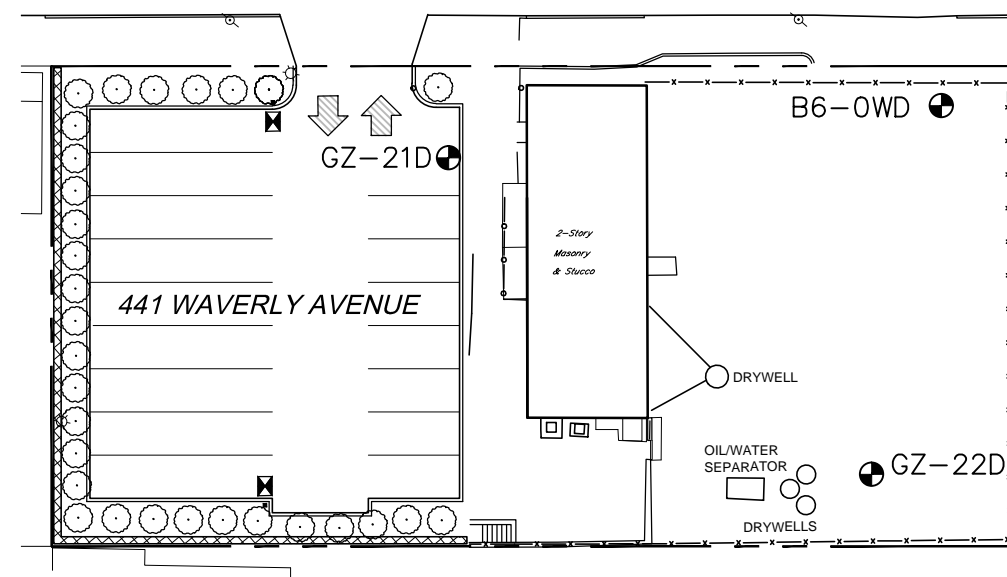 B6-OWD
GZ-21D
2-Story
Masonry
& Stucco
441 WAVERLY AVENUE
DRYWELL
OIL/WATER
SEPARATOR
GZ-22D
DRYWELLS